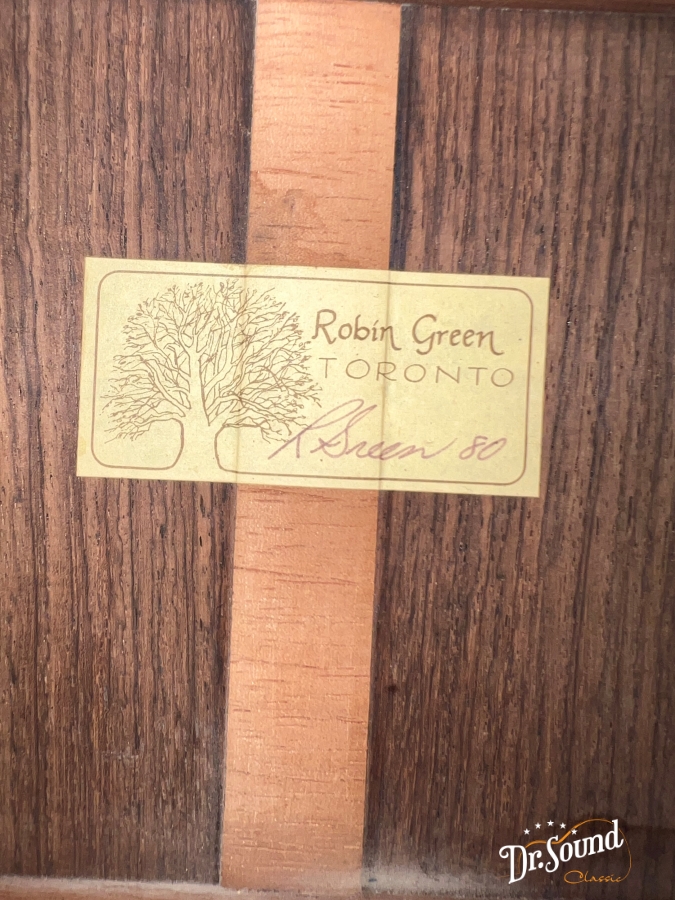 Robin Green
TORONTO
R Green 80
Dr. Sound
Classic